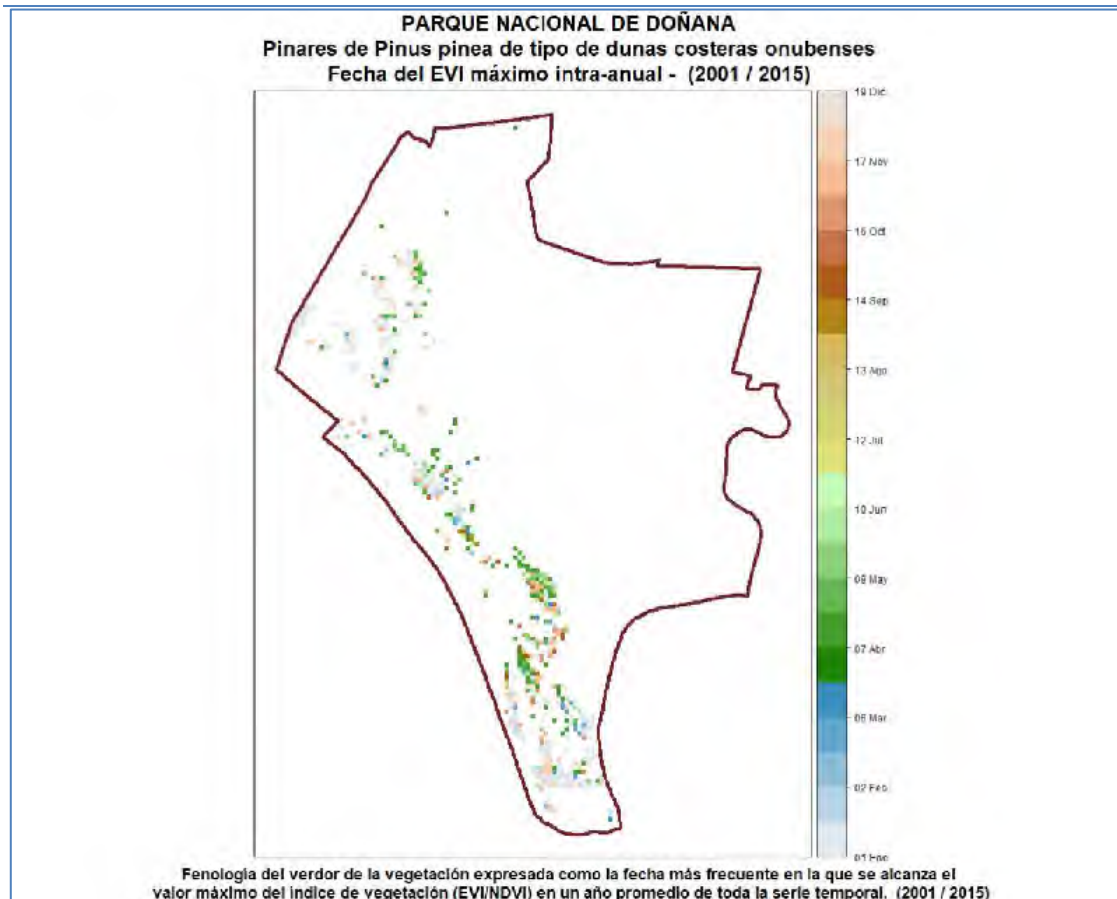 PARQUE NACIONAL DE DOÑANA
Pinares de Pinus pinea de tipo de dunas costeras onubenses
Fecha del EVI máximo intra-anual - (2001 / 2015)
19 Dic
17 Nov
16 Oct
14 Sep
13 Ago
12 Jul
10 Jun
09 May
07 Abr
06 Mar
02 Feb
01 Ene
Fenología del verdor de la vegetación expresada como la fecha más frecuente en la que se alcanza el
valor máximo del índice de vegetación (EVI/NDVI) en un año promedio de toda la serie temporal. (2001 / 2015)